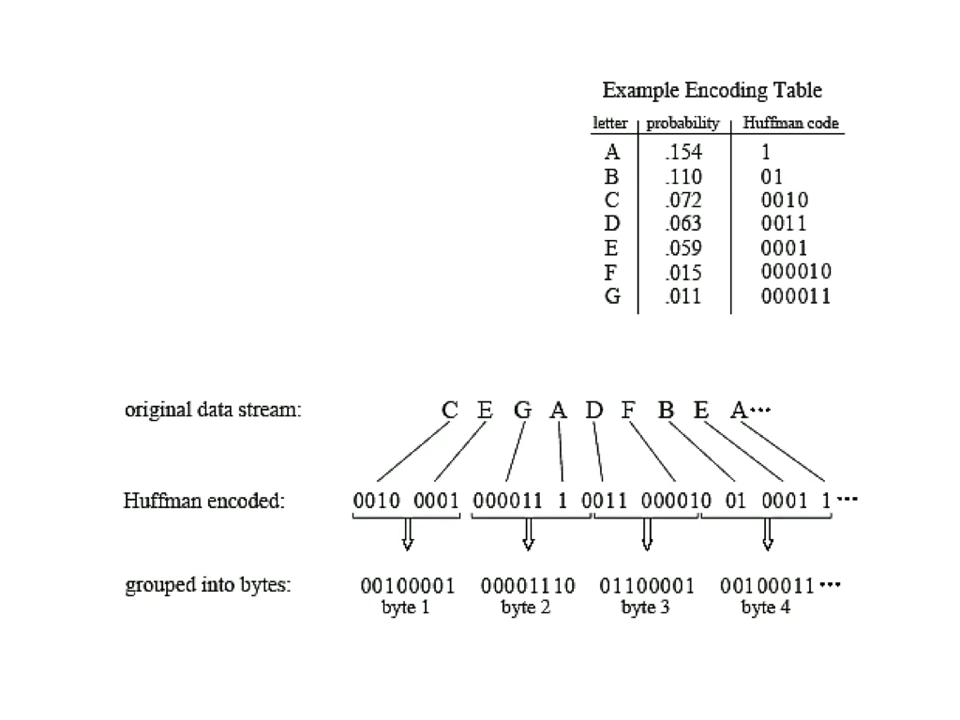 Example Encoding Table
letter probability Huffman code
A .154 1
B .110 01
C .072 0010
D .063 0011
E .059 0001
F .015 000010
G .011 000011
original data stream: C E G A D F B E A•••
Huffman encoded: 0010 0001 000011 1 0011 000010 01 0001 1•••
grouped into bytes: 00100001 00001110 01100001 00100011•••
byte 1 byte 2 byte 3 byte 4